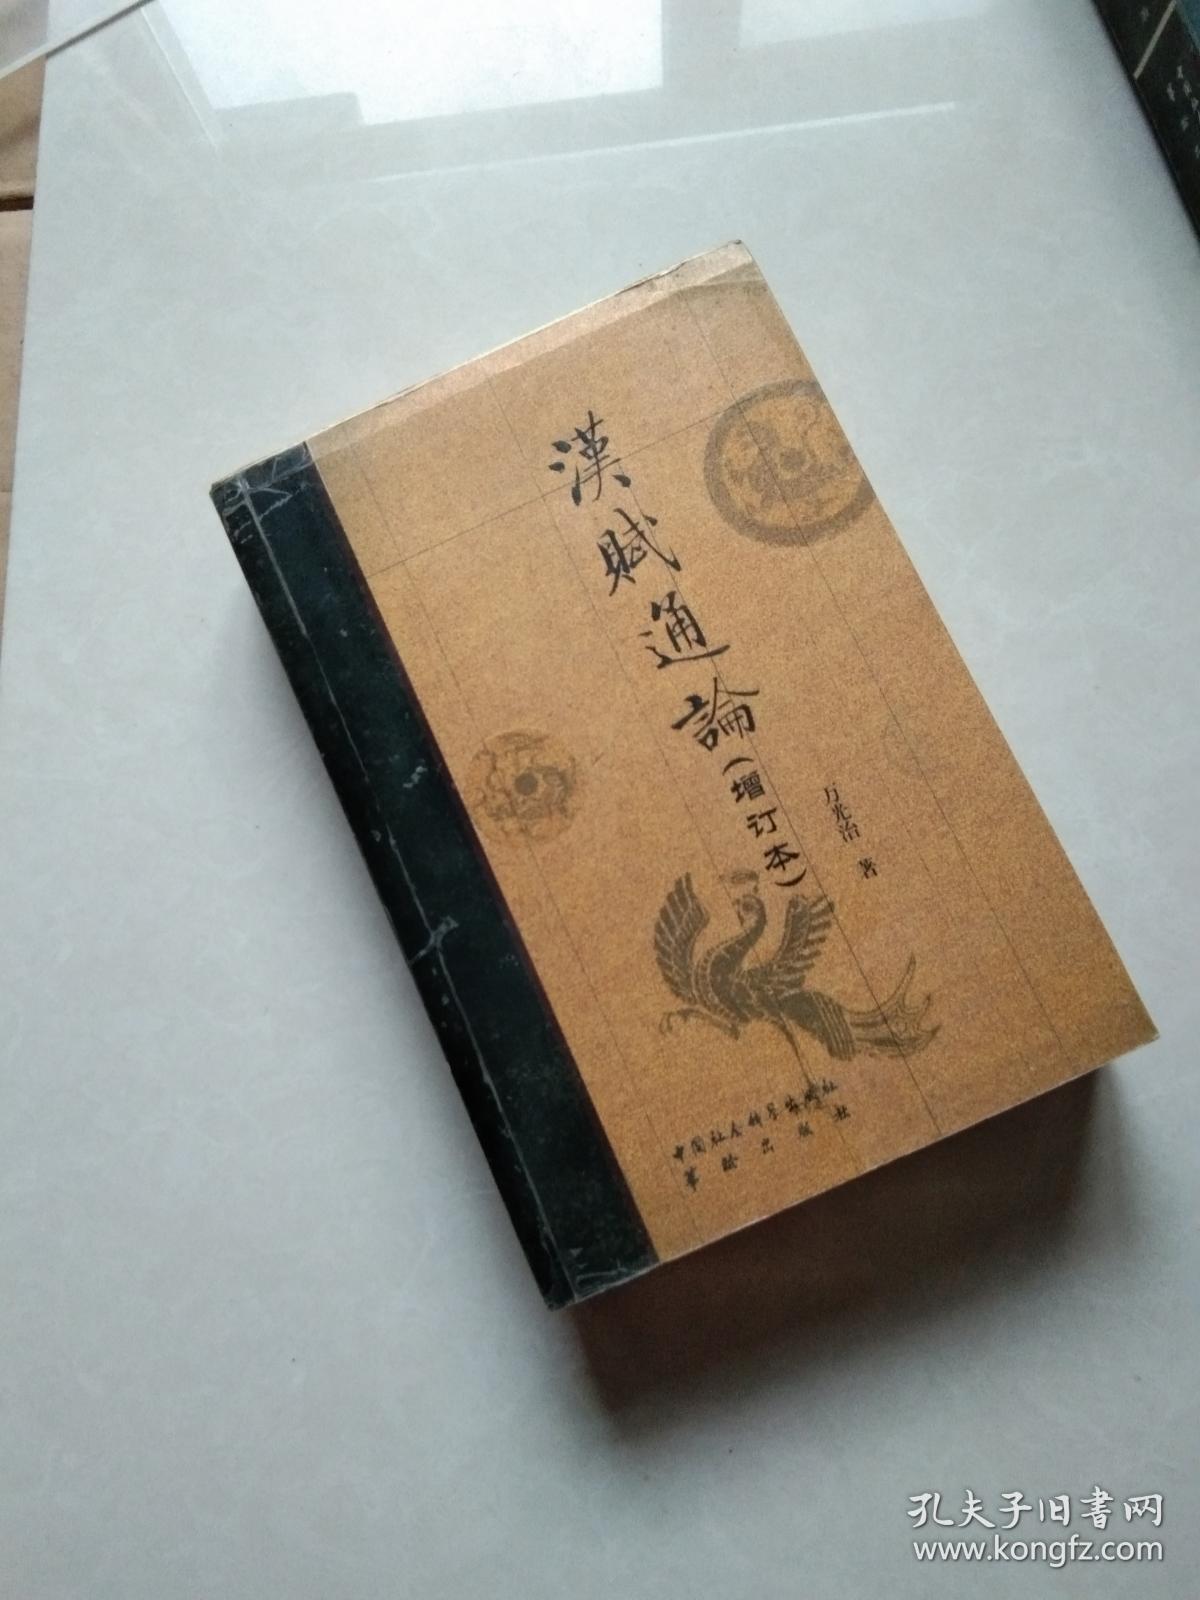 漢賦通論
(增订本)
万光治 著
中国社会科学出版社
华龄出版社
孔夫子旧书网
www.kongfz.com